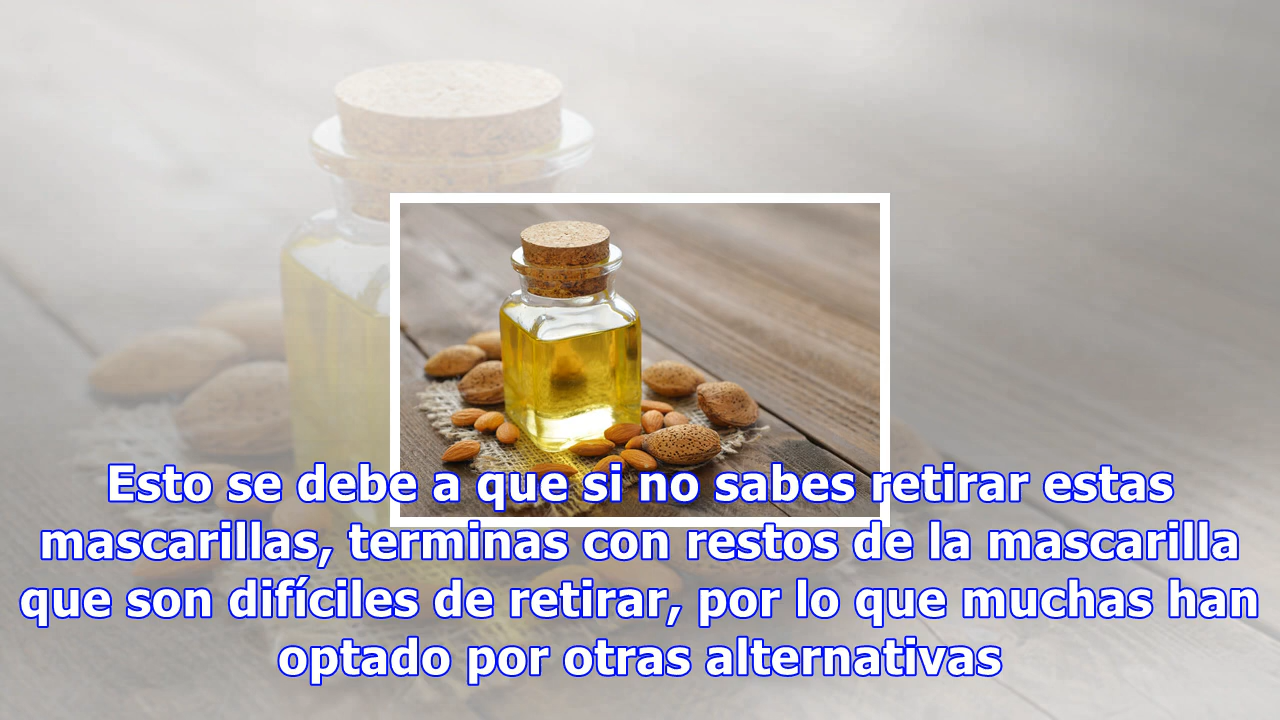 Esto se debe a que si no sabes retirar estas
mascarillas, terminas con restos de la mascarilla
que son difíciles de retirar, por lo que muchas han
optado por otras alternativas